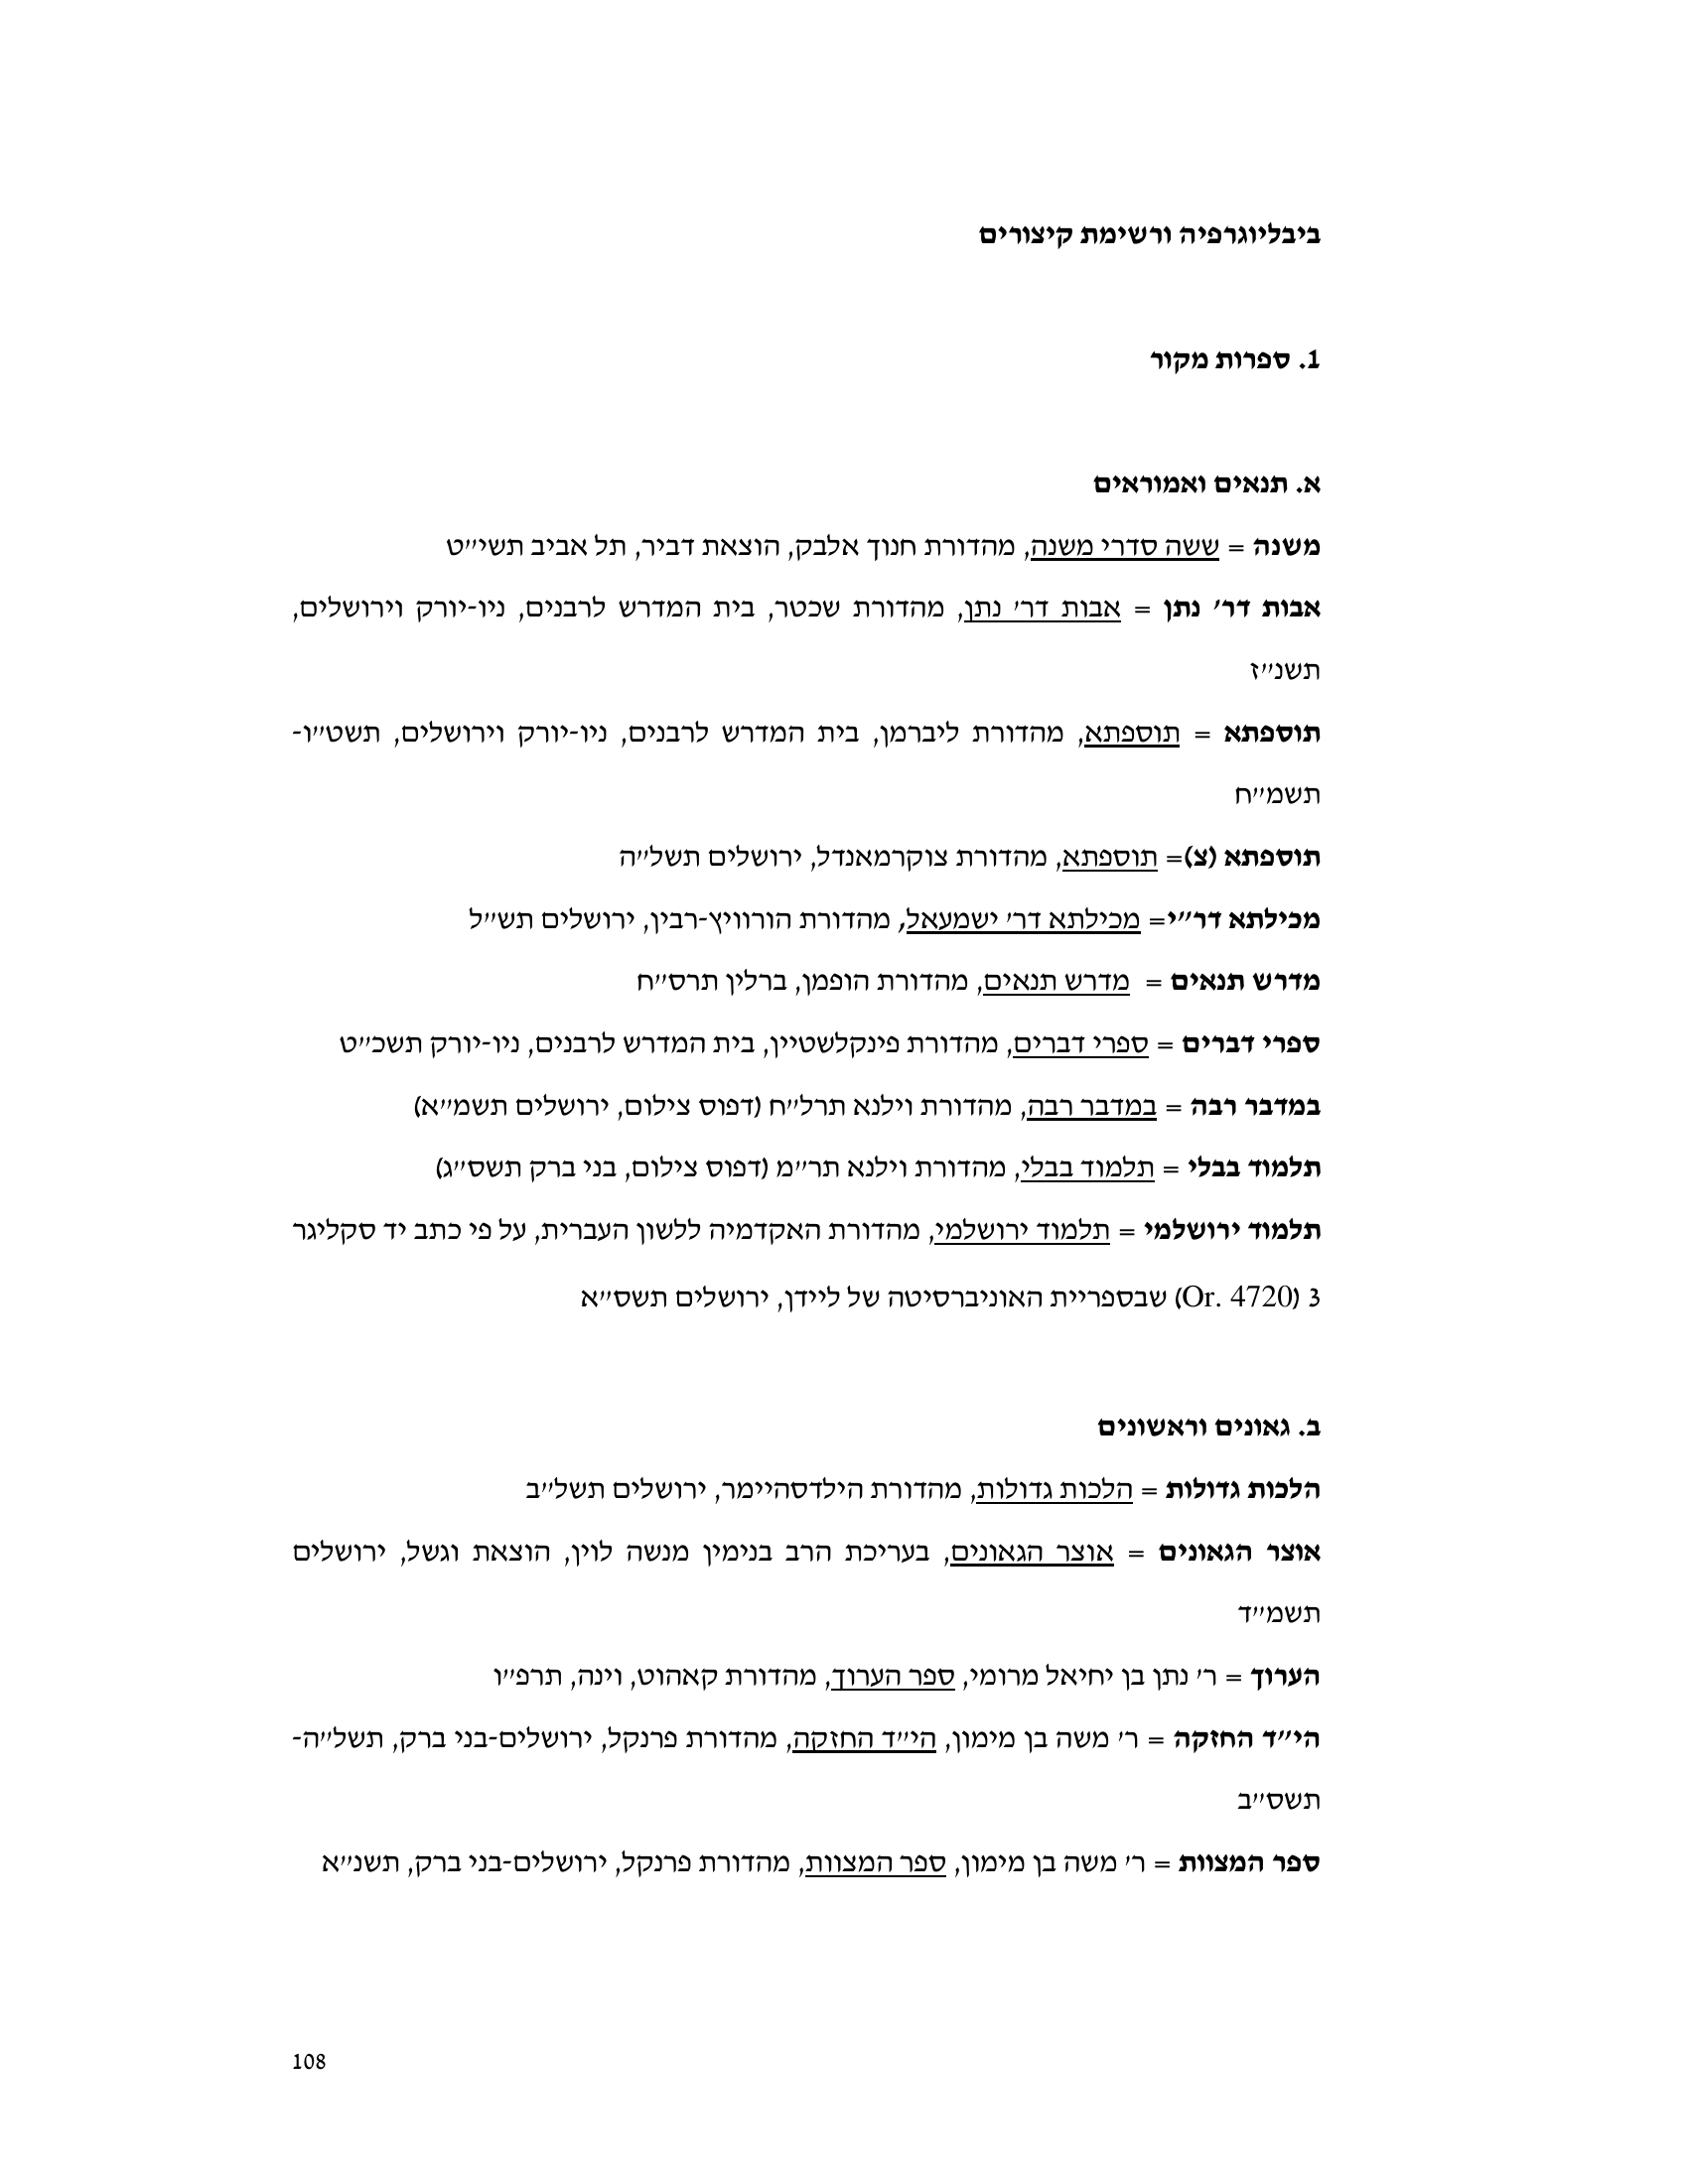 ביבליוגרפיה ורשימת קיצורים
1. ספרות מקור
א. תנאים ואמוראים
משנה = ששה סדרי משנה, מהדורת חנוך אלבק, הוצאת דביר, תל אביב תשי״ט
אבות דר׳ נתן = אבות דר׳ נתן, מהדורת שכטר, בית המדרש לרבנים, ניו-יורק וירושלים,
תשנ״ז
תוספתא = תוספתא, מהדורת ליברמן, בית המדרש לרבנים, ניו-יורק וירושלים, תשט״ו-
תשמ״ח
תוספתא (צ)= תוספתא, מהדורת צוקרמאנדל, ירושלים תשל״ה
מכילתא דר״י= מכילתא דר׳ ישמעאל, מהדורת הורוויץ-רבין, ירושלים תש״ל
מדרש תנאים = מדרש תנאים, מהדורת הופמן, ברלין תרס״ח
ספרי דברים = ספרי דברים, מהדורת פינקלשטיין, בית המדרש לרבנים, ניו-יורק תשכ״ט
במדבר רבה = במדבר רבה, מהדורת וילנא תרל״ח (דפוס צילום, ירושלים תשמ״א)
תלמוד בבלי = תלמוד בבלי, מהדורת וילנא תר״מ (דפוס צילום, בני ברק תשס״ג)
תלמוד ירושלמי = תלמוד ירושלמי, מהדורת האקדמיה ללשון העברית, על פי כתב יד סקליגר
3 (Or. 4720) שבספריית האוניברסיטה של ליידן, ירושלים תשס״א
ב. גאונים וראשונים
הלכות גדולות = הלכות גדולות, מהדורת הילדסהיימר, ירושלים תשל״ב
אוצר הגאונים = אוצר הגאונים, בעריכת הרב בנימין מנשה לוין, הוצאת וגשל, ירושלים
תשמ״ד
הערוך = ר׳ נתן בן יחיאל מרומי, ספר הערוך, מהדורת קאהוט, וינה, תרפ״ו
הי״ד החזקה = ר׳ משה בן מימון, הי״ד החזקה, מהדורת פרנקל, ירושלים-בני ברק, תשל״ה-
תשס״ב
ספר המצוות = ר׳ משה בן מימון, ספר המצוות, מהדורת פרנקל, ירושלים-בני ברק, תשנ״א
108